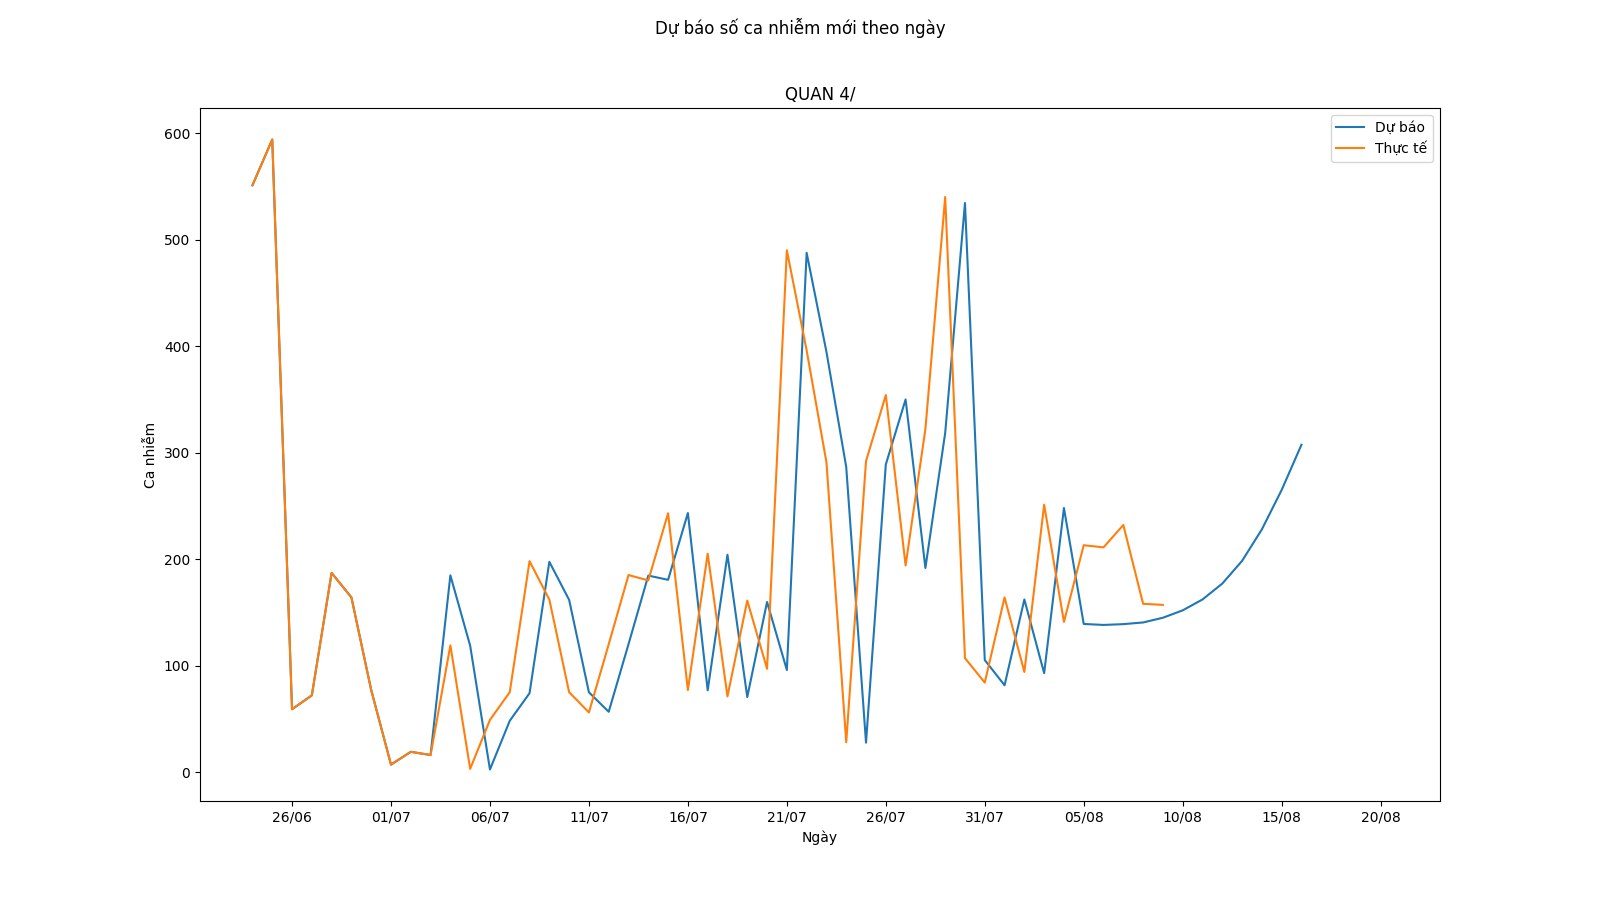 Dự báo số ca nhiễm mới theo ngày
QUAN 4/
Dự báo
Thực tế
600
500
400
300
200
100
0
Ca nhiễm
26/06 01/07 06/07 11/07 16/07 21/07 26/07 31/07 05/08 10/08 15/08 20/08
Ngày